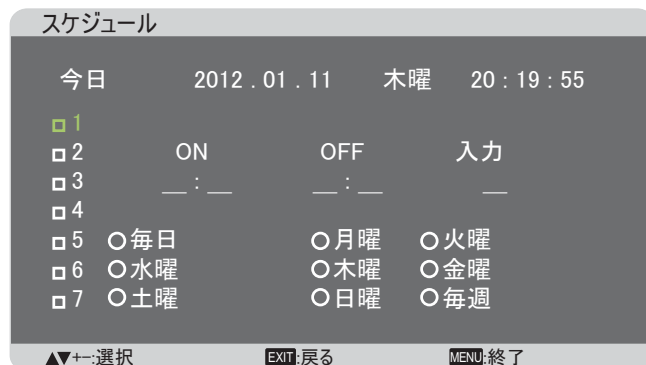 スケジュール
今日 2012 . 01 . 11 木曜 20 : 19 : 55
1
2 ON OFF 入力
3 __ : __ __ : __ __
4
5 毎日 月曜 火曜
6 水曜 木曜 金曜
7 土曜 日曜 毎週
▲▼+−:選択 EXIT:戻る MENU:終了